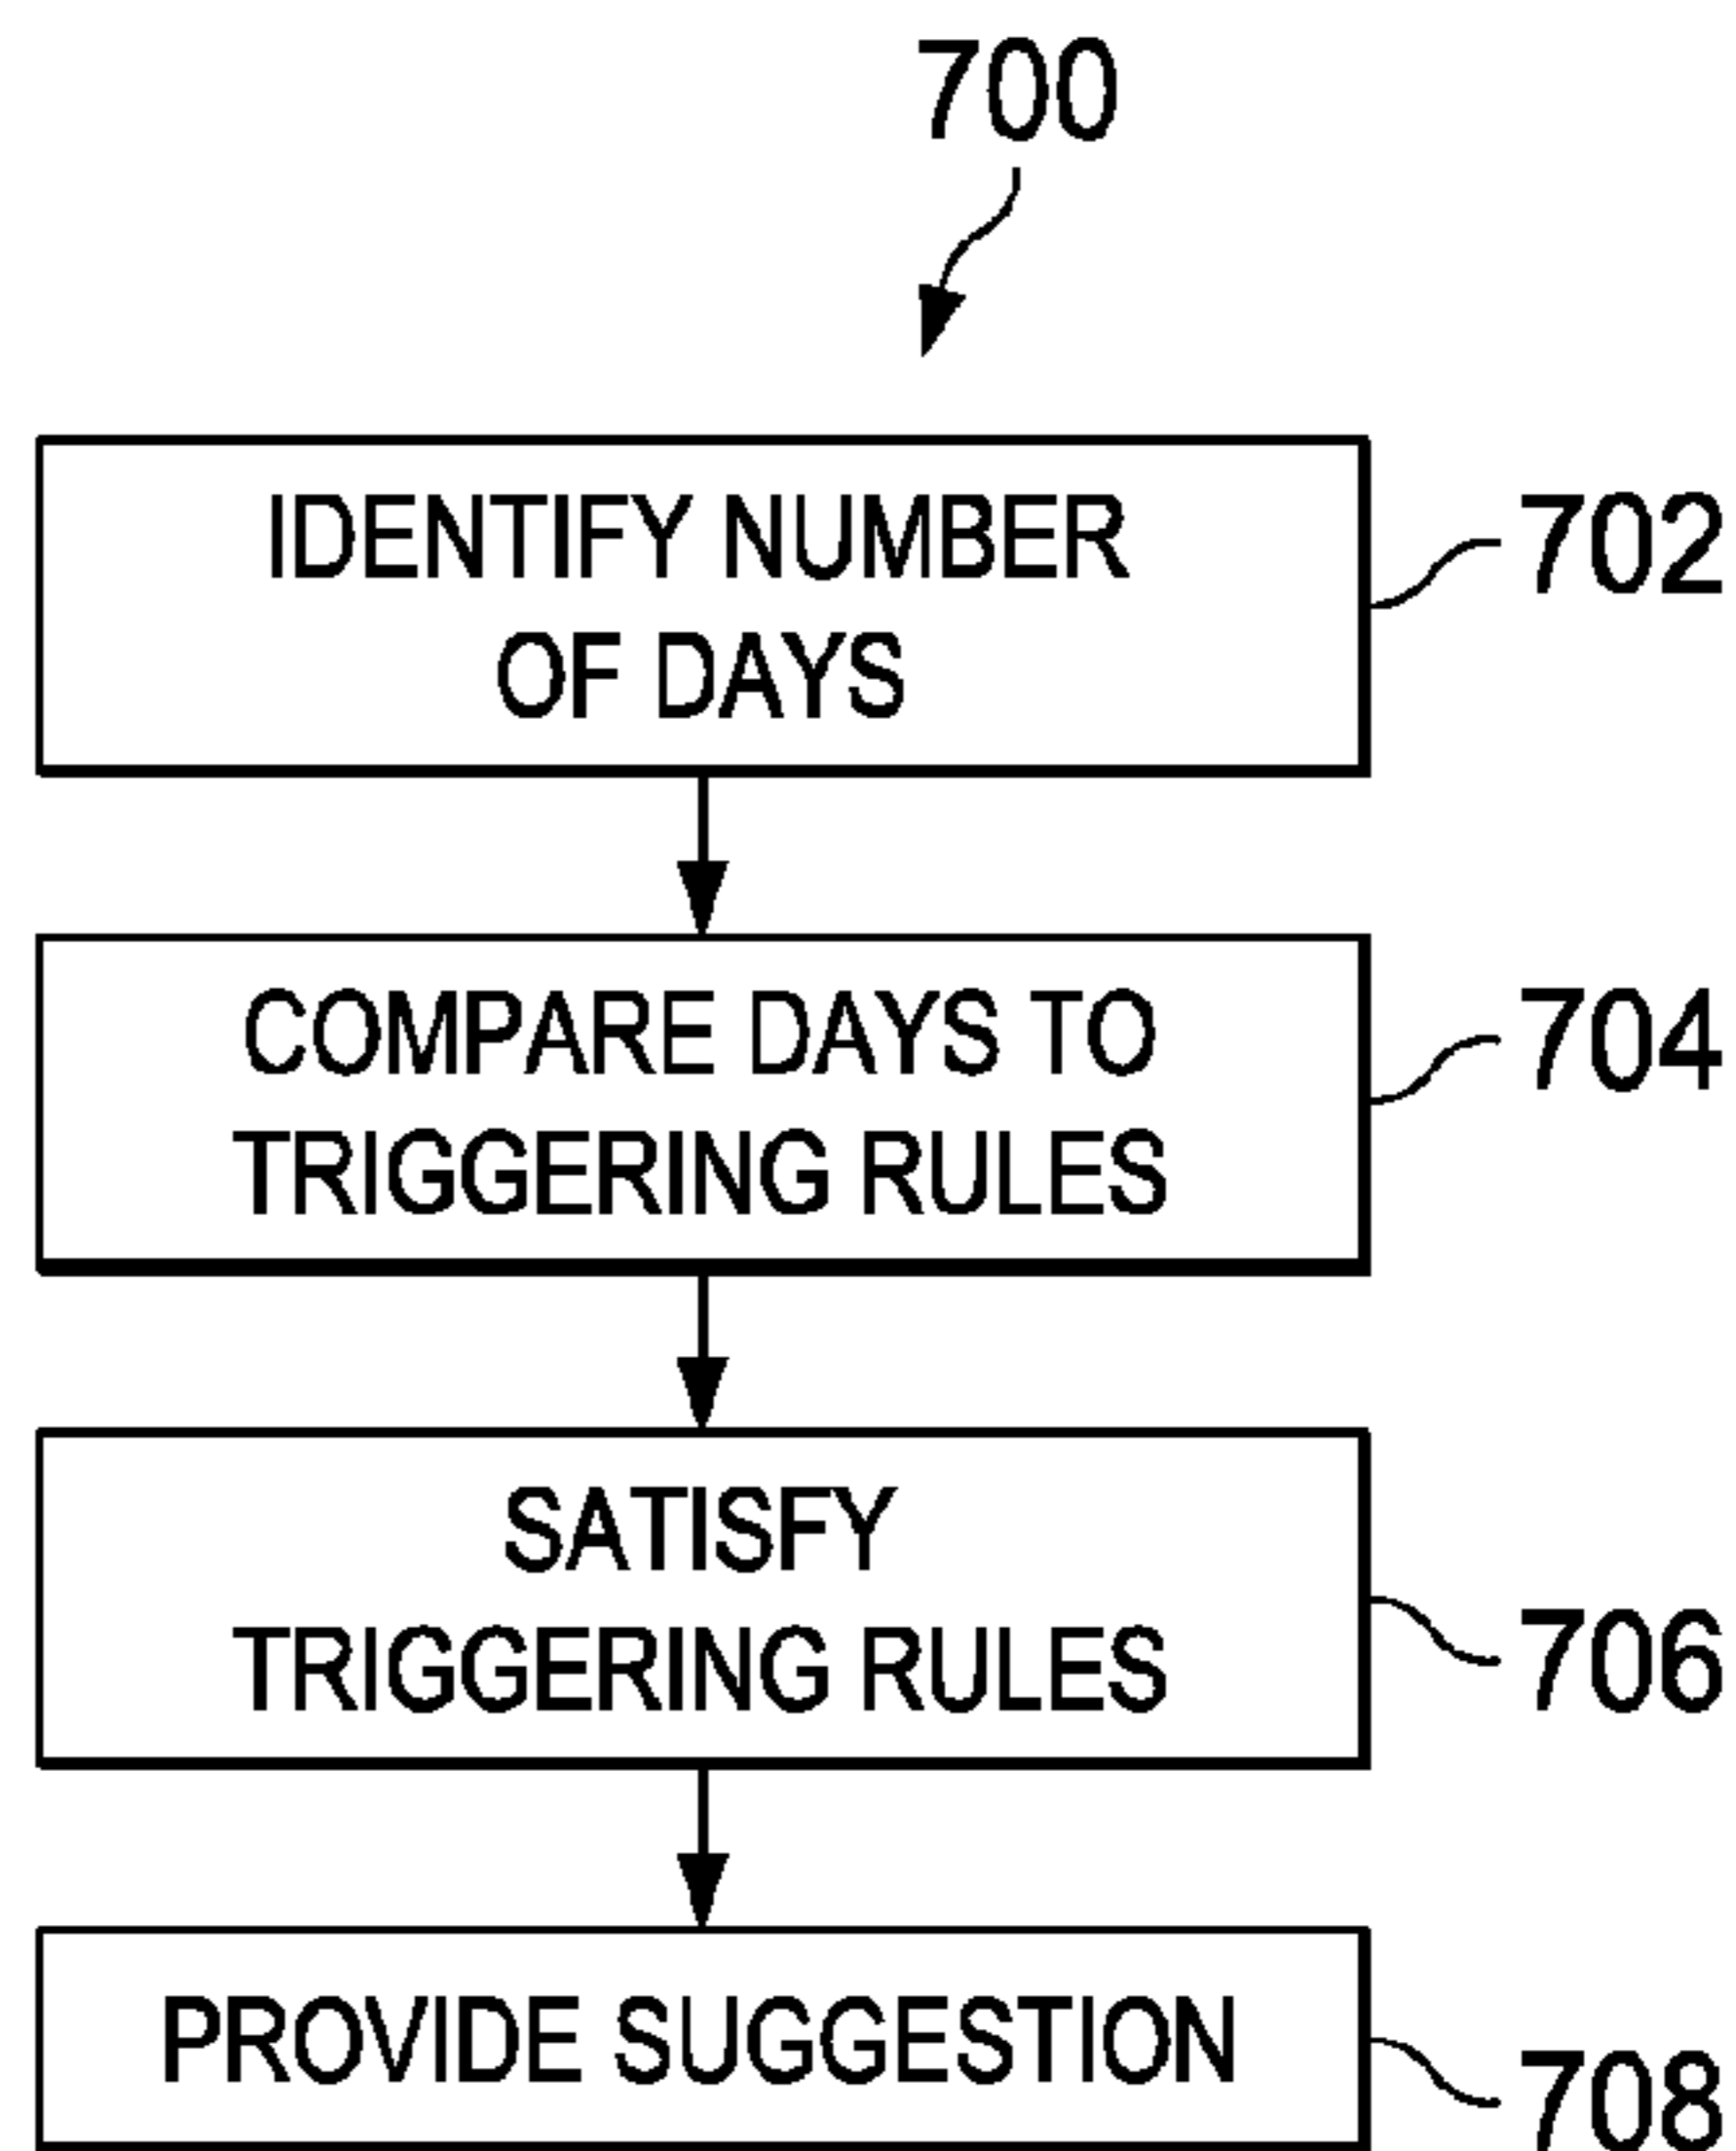 700
IDENTIFY NUMBER
OF DAYS
702
COMPARE DAYS TO
TRIGGERING RULES
704
SATISFY
TRIGGERING RULES
706
PROVIDE SUGGESTION
708